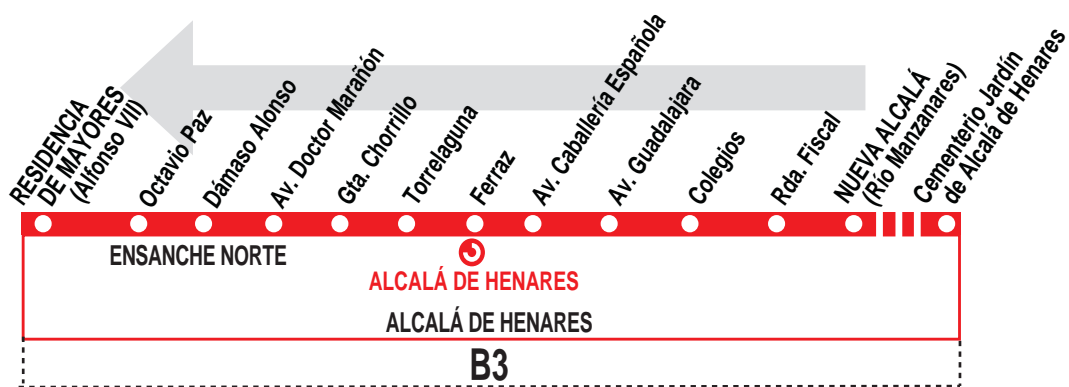 RESIDENCIA
DE MAYORES
(Alfonso VIII)
Octavio Paz
Dámaso Alonso
Av. Doctor Marañón
Gta. Chorrillo
Torrelaguna
Ferraz
Av. Caballería Española
Av. Guadalajara
Colegios
Rda. Fiscal
NUEVA ALCALÁ
(Río Manzanares)
Cementerio Jardín
de Alcalá de Henares
ENSANCHE NORTE
ALCALÁ DE HENARES
ALCALÁ DE HENARES
B3